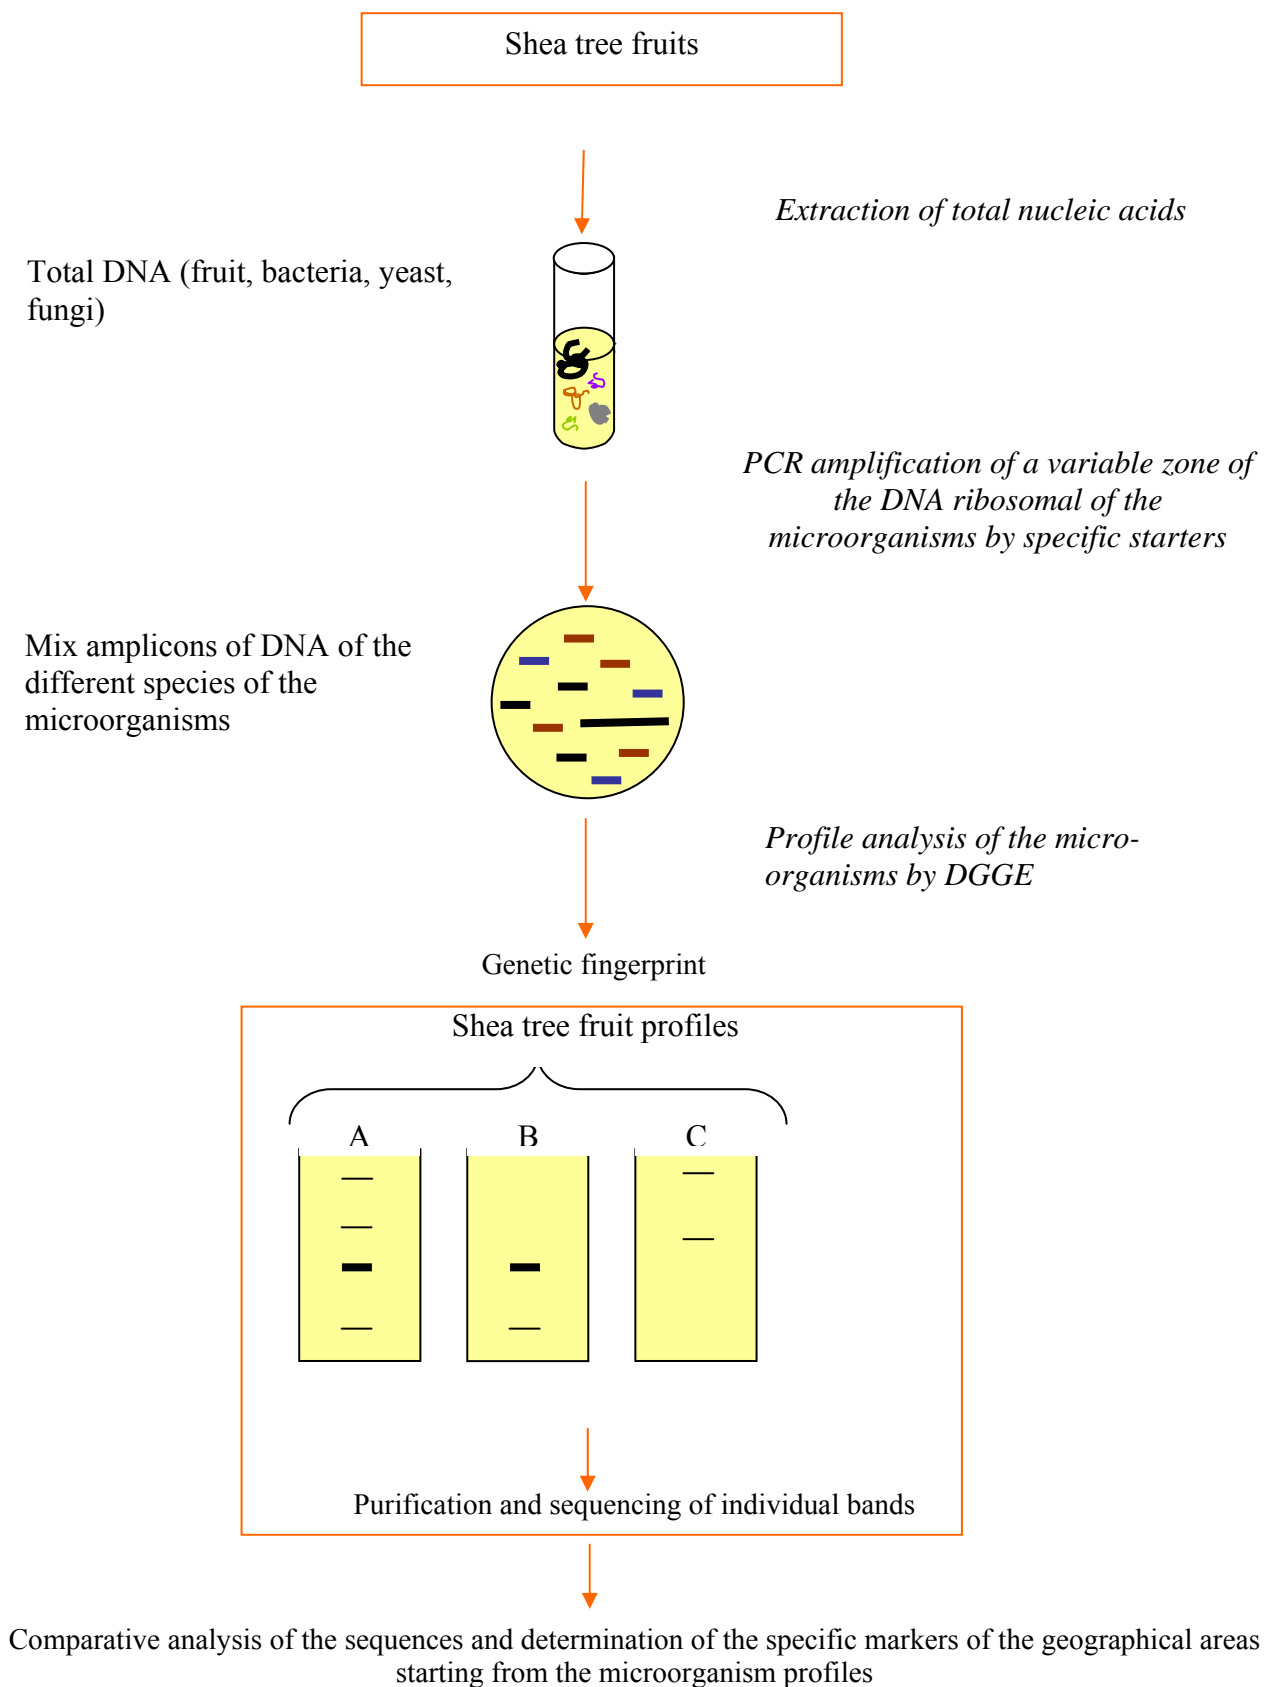 Shea tree fruits
Extraction of total nucleic acids
Total DNA (fruit, bacteria, yeast,
fungi)
PCR amplification of a variable zone of
the DNA ribosomal of the
microorganisms by specific starters
Mix amplicons of DNA of the
different species of the
microorganisms
Profile analysis of the micro-
organisms by DGGE
Genetic fingerprint
Shea tree fruit profiles
A B C
Purification and sequencing of individual bands
Comparative analysis of the sequences and determination of the specific markers of the geographical areas
starting from the microorganism profiles